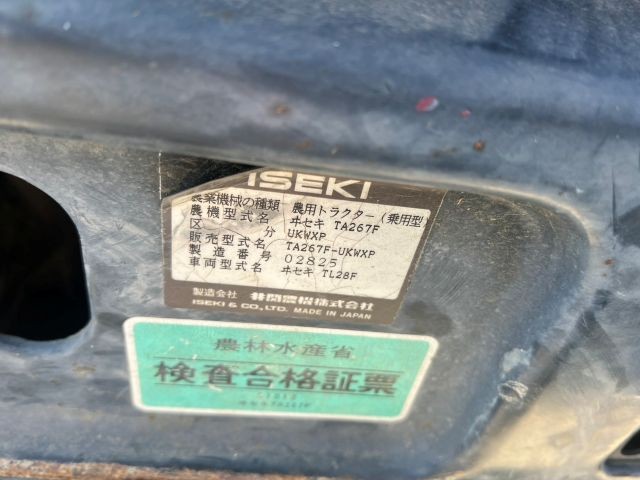 ISEKI
農業機械の種類 農用トラクター(乗用型
農機型式名 ヰセキ TA267F
区分 UKWXP
販売型式名 TA267F-UKWXP
製造番号 02825
車両型式名 ヰセキ TL28F
製造会社 井関農機株式会社
ISEKI & CO., LTD. MADE IN JAPAN
農林水産省
検査合格証票